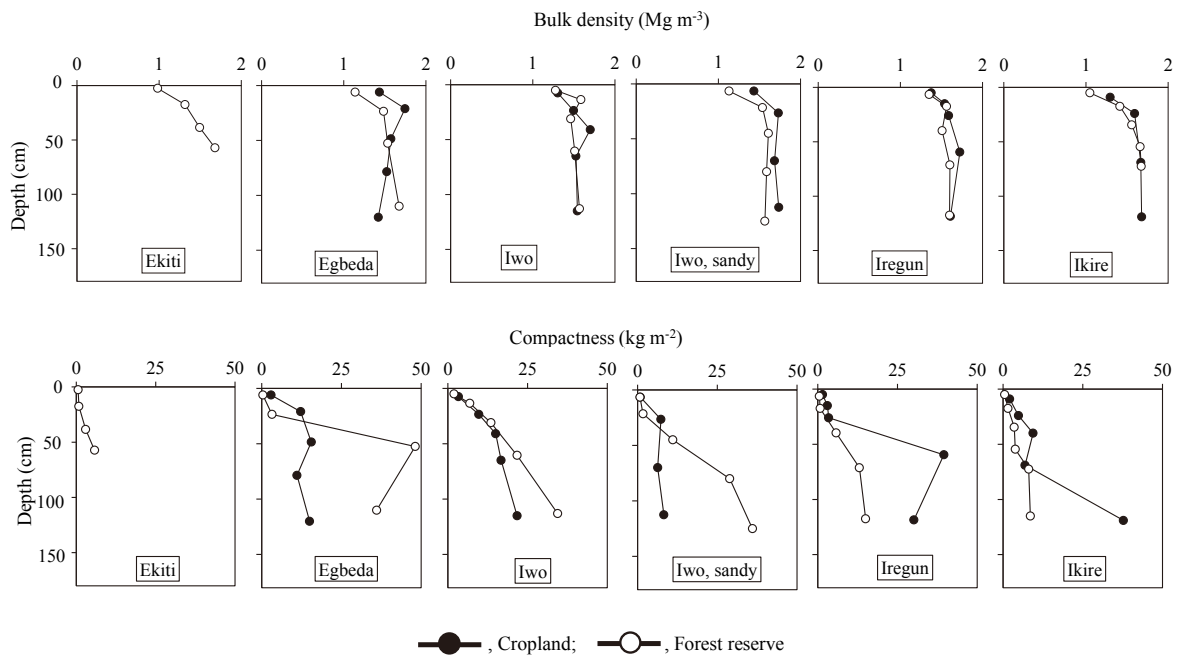 Bulk density (Mg m-3)
0 1 2 0 1 2 0 1 2 0 1 2 0 1 2 0 1 2
0
50
100
150
Depth (cm)
Ekiti Egbeda Iwo Iwo, sandy Iregun Ikire
Compactness (kg m-2)
0 25 50 0 25 50 0 25 50 0 25 50 0 25 50 0 25 50
0
50
100
150
Depth (cm)
Ekiti Egbeda Iwo Iwo, sandy Iregun Ikire
, Cropland; , Forest reserve